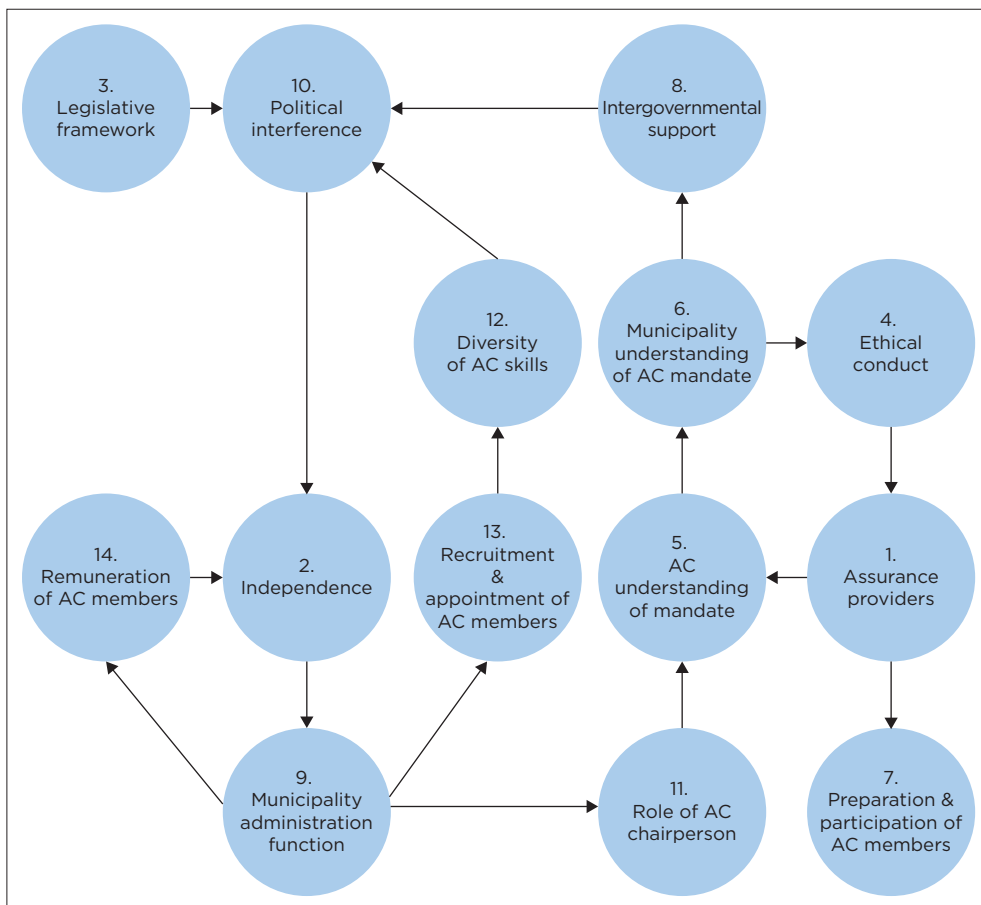 3.
Legislative
framework
10.
Political
interference
8.
Intergovernmental
support
12.
Diversity
of AC skills
6.
Municipality
understanding
of AC mandate
4.
Ethical
conduct
14.
Remuneration
of AC members
2.
Independence
13.
Recruitment
&
appointment of
AC members
5.
AC
understanding
of mandate
1.
Assurance
providers
9.
Municipality
administration
function
11.
Role of AC
chairperson
7.
Preparation &
participation of
AC members